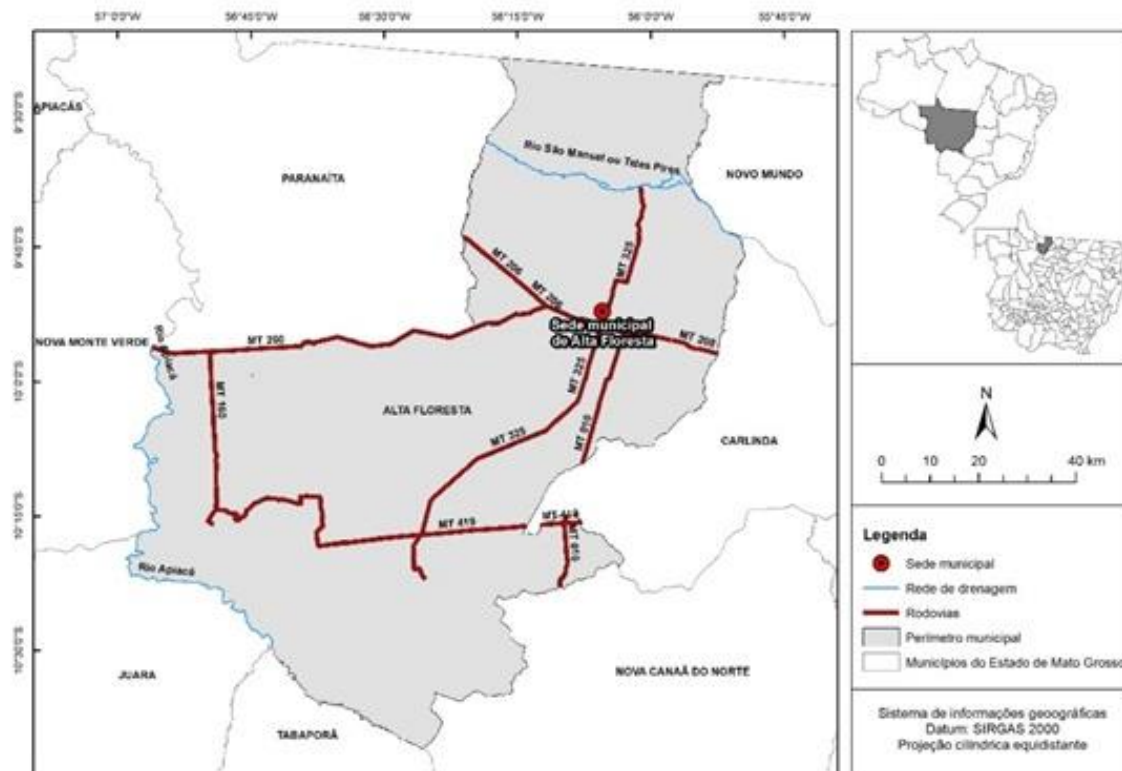 57°0'0"W 56°45'0"W 56°30'0"W 56°15'0"W 56°0'0"W 55°45'0"W
9°30'0"S
9°45'0"S
10°0'0"S
10°15'0"S
10°30'0"S
APIACÁS
PARANAÍTA
Rio São Manuel ou Teles Pires
NOVO MUNDO
MT 325
MT 206
MT 206
Sede municipal
de Alta Floresta
MT 208
NOVA MONTE VERDE
Rio Apiacá
MT 160
ALTA FLORESTA
MT 325
MT 325
MT 010
CARLINDA
MT 419
MT 419
MT 010
Rio Apiacá
JUARA
TABAPORÃ
NOVA CANAÃ DO NORTE
N
0 10 20 40 km
Legenda
Sede municipal
Rede de drenagem
Rodovias
Perímetro municipal
Municípios do Estado de Mato Grosso
Sistema de informações geoográficas
Datum: SIRGAS 2000
Projeção cilíndrica equidistante